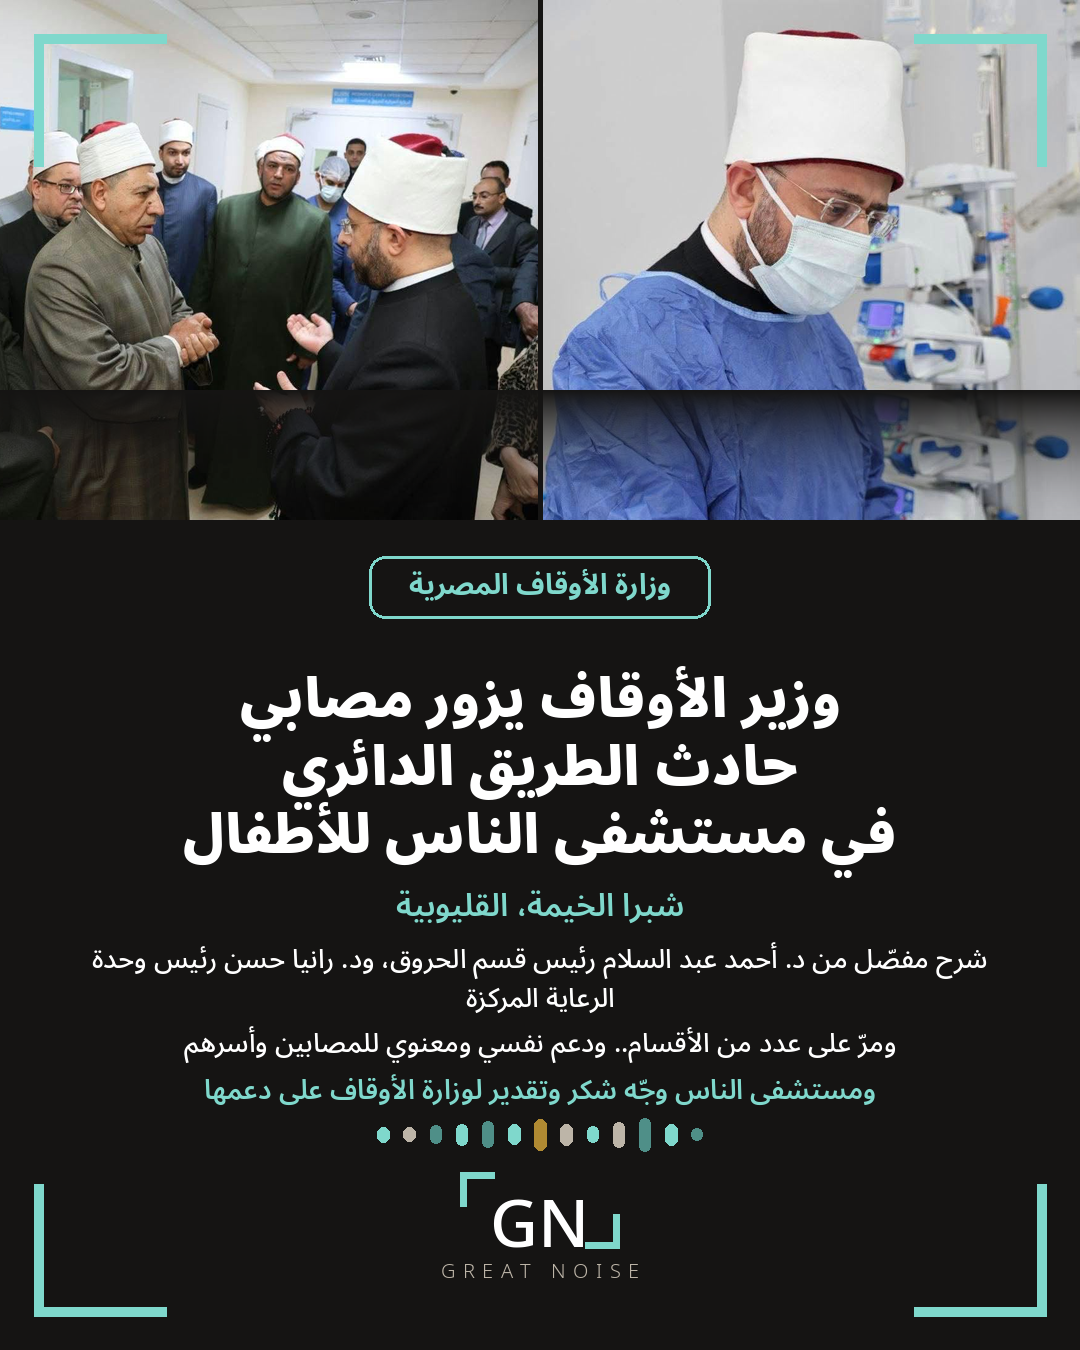 وزارة الأوقاف المصرية
وزير الأوقاف يزور مصابي
حادث الطريق الدائري
في مستشفى الناس للأطفال
شبرا الخيمة، القليوبية
شرح مفصّل من د. أحمد عبد السلام رئيس قسم الحروق، ود. رانيا حسن رئيس وحدة
الرعاية المركزة
ومرّ على عدد من الأقسام.. ودعم نفسي ومعنوي للمصابين وأسرهم
ومستشفى الناس وجّه شكر وتقدير لوزارة الأوقاف على دعمها
GN
GREAT NOISE